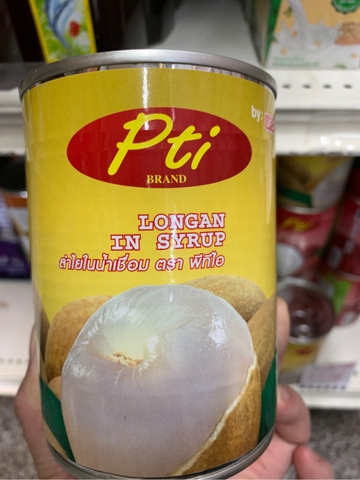 by:
Pti
BRAND
LONGAN
IN SYRUP
ลำไยในน้ำเชื่อม ตรา พีทีไอ